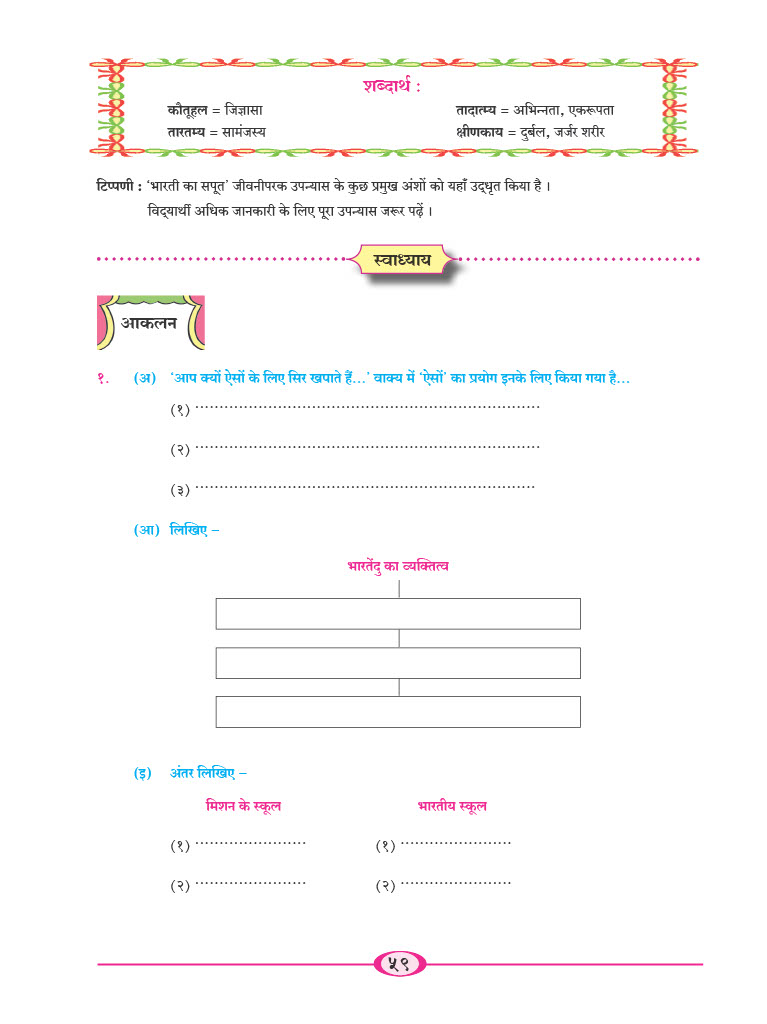 शब्दार्थ :
कौतूहल = जिज्ञासा
तादात्म्य = अभिन्नता, एकरूपता
तारतम्य = सामंजस्य
क्षीणकाय = दुर्बल, जर्जर शरीर
टिप्पणी : ‘भारती का सपूत’ जीवनीपरक उपन्यास के कुछ प्रमुख अंशों को यहाँ उद्धृत किया है ।
विद्यार्थी अधिक जानकारी के लिए पूरा उपन्यास जरूर पढ़ें ।
स्वाध्याय
आकलन
१. (अ) ‘आप क्यों ऐसों के लिए सिर खपाते हैं...’ वाक्य में ‘ऐसों’ का प्रयोग इनके लिए किया गया है...
(१) ......................................................................
(२) ......................................................................
(३) .....................................................................
(आ) लिखिए –
भारतेंदु का व्यक्तित्व
(इ) अंतर लिखिए –
मिशन के स्कूल भारतीय स्कूल
(१) ....................... (१) .......................
(२) ....................... (२) .......................
५९